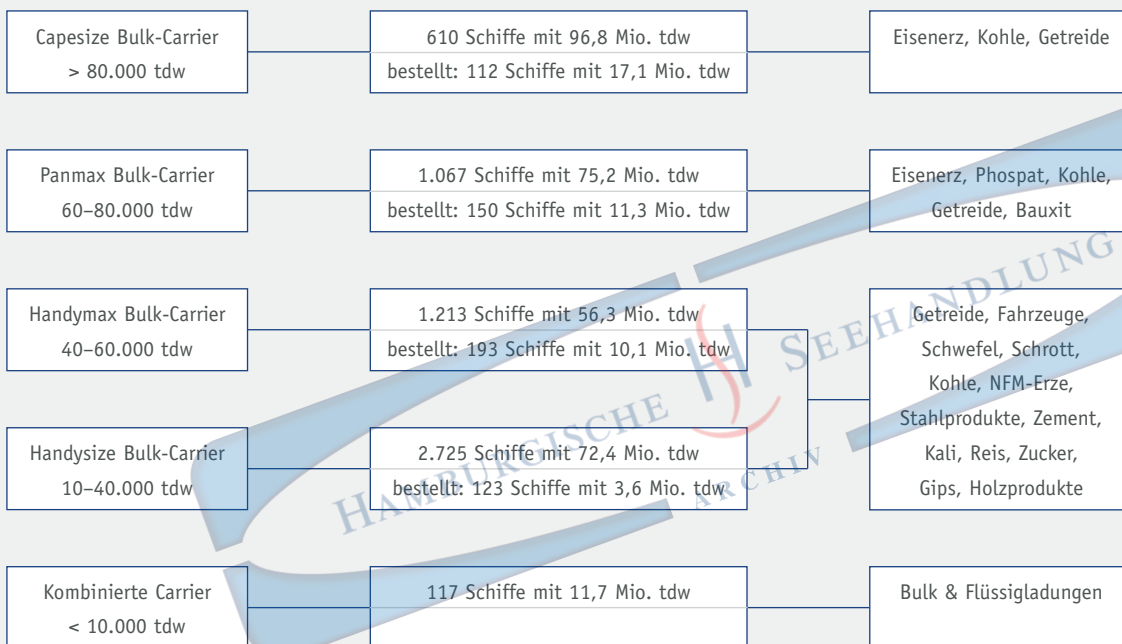 Capesize Bulk-Carrier
> 80.000 tdw
610 Schiffe mit 96,8 Mio. tdw
bestellt: 112 Schiffe mit 17,1 Mio. tdw
Eisenerz, Kohle, Getreide
Panmax Bulk-Carrier
60–80.000 tdw
1.067 Schiffe mit 75,2 Mio. tdw
bestellt: 150 Schiffe mit 11,3 Mio. tdw
Eisenerz, Phospat, Kohle,
Getreide, Bauxit
Handymax Bulk-Carrier
40–60.000 tdw
1.213 Schiffe mit 56,3 Mio. tdw
bestellt: 193 Schiffe mit 10,1 Mio. tdw
Handysize Bulk-Carrier
10–40.000 tdw
2.725 Schiffe mit 72,4 Mio. tdw
bestellt: 123 Schiffe mit 3,6 Mio. tdw
Getreide, Fahrzeuge,
Schwefel, Schrott,
Kohle, NFM-Erze,
Stahlprodukte, Zement,
Kali, Reis, Zucker,
Gips, Holzprodukte
Kombinierte Carrier
< 10.000 tdw
117 Schiffe mit 11,7 Mio. tdw
Bulk & Flüssigladungen
HAMBURGISCHE SEEHANDLUNG
ARCHIV